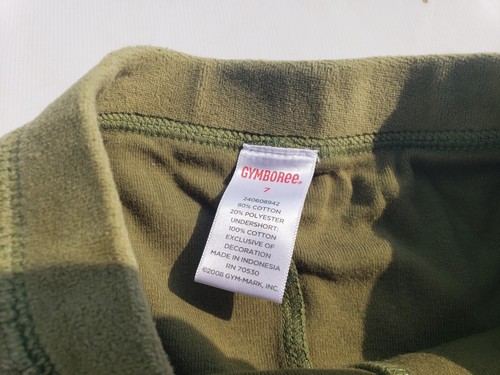 GYMBOREE®
7
240606942
80% COTTON
20% POLYESTER
UNDERSHORT:
100% COTTON
EXCLUSIVE OF
DECORATION
MADE IN INDONESIA
RN 70530
©2008 GYM-MARK, INC.